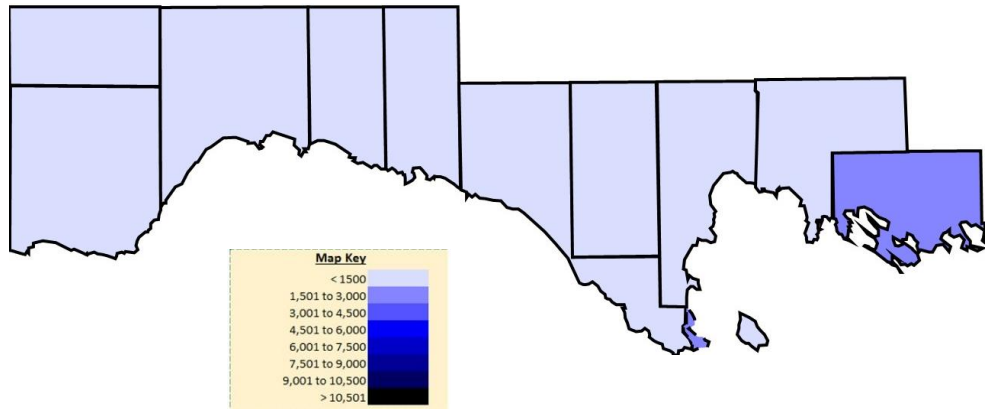 Map Key
< 1500
1,501 to 3,000
3,001 to 4,500
4,501 to 6,000
6,001 to 7,500
7,501 to 9,000
9,001 to 10,500
> 10,501